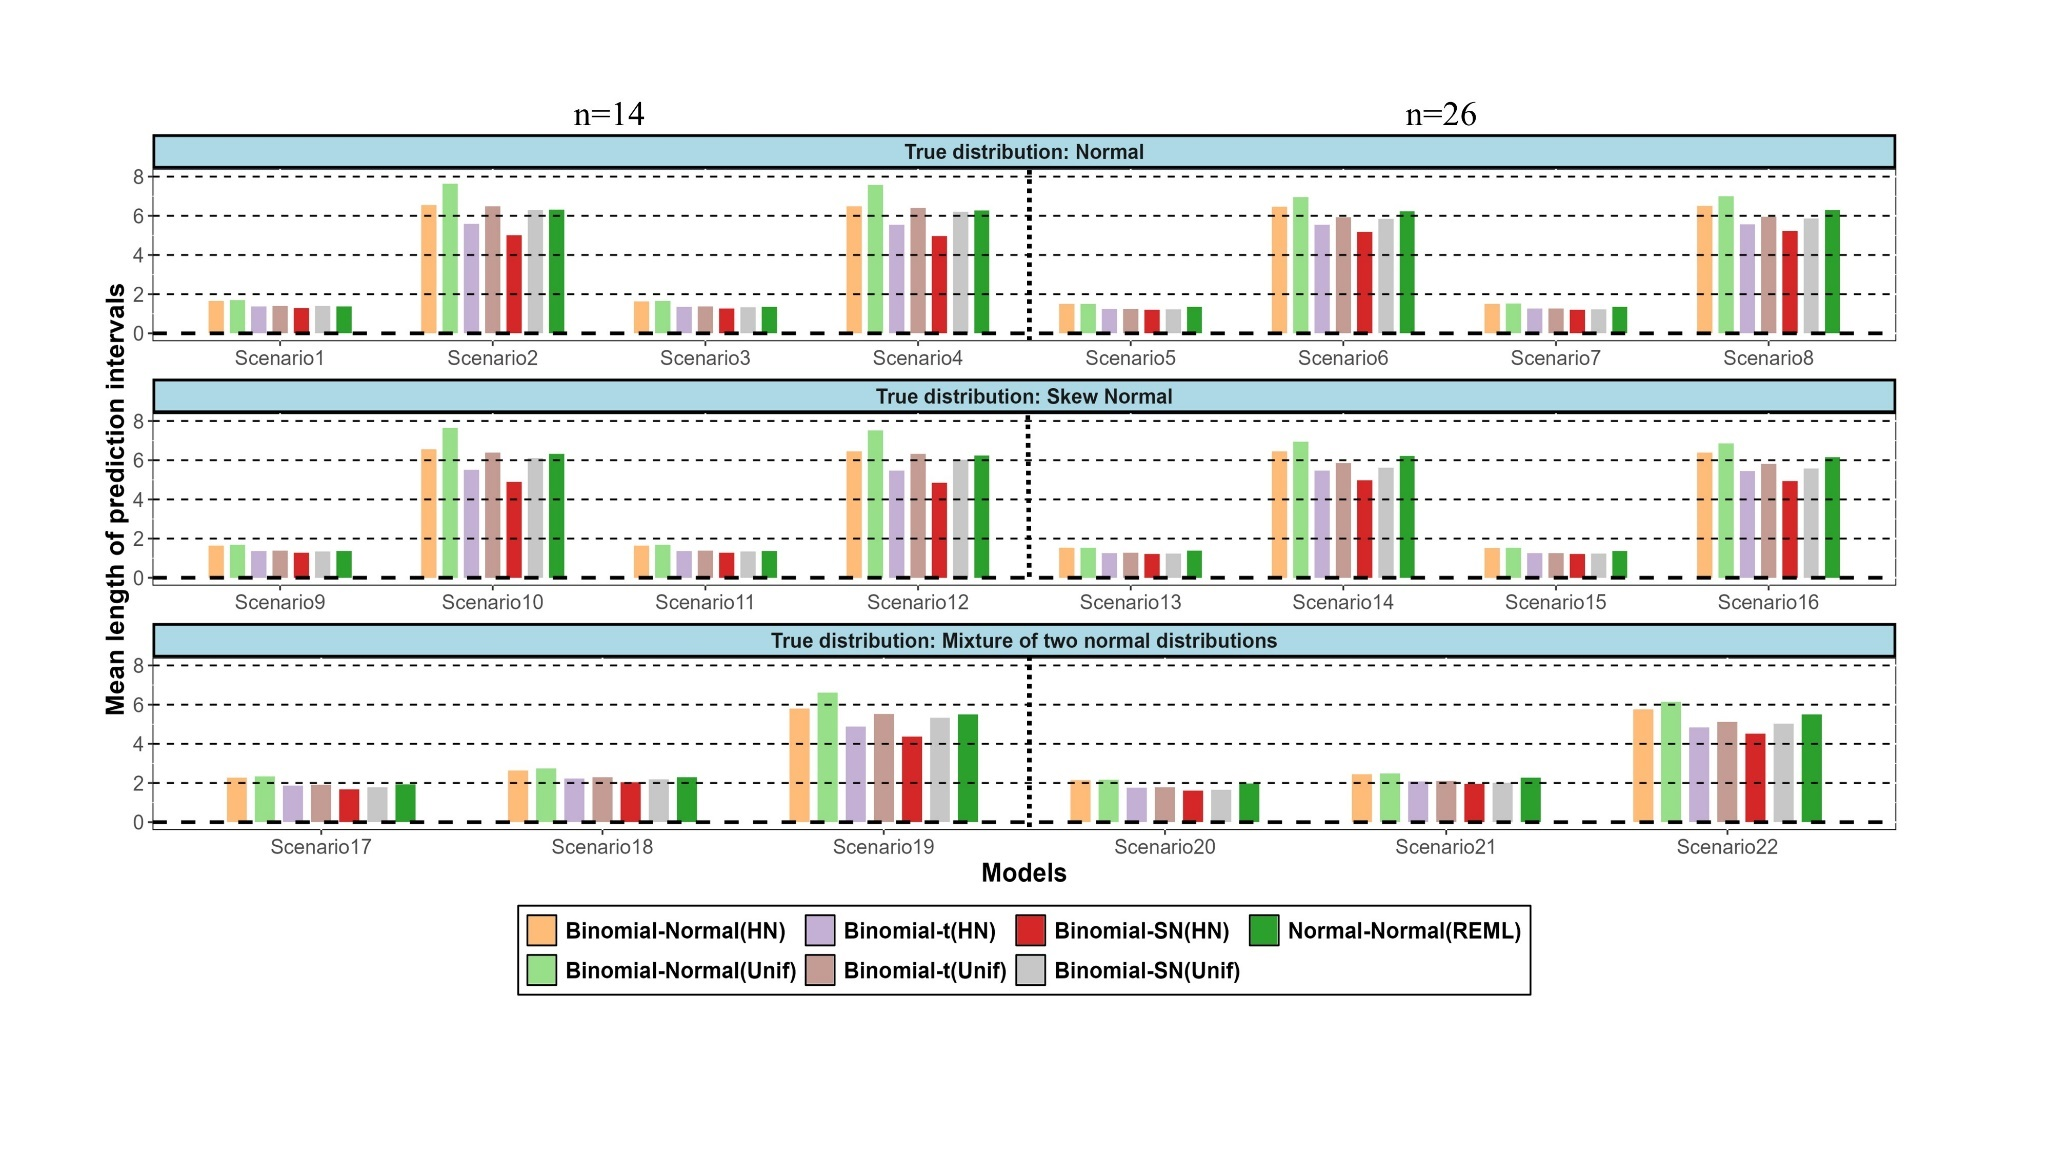 n=14 n=26
True distribution: Normal
8
6
4
2
0
Scenario1 Scenario2 Scenario3 Scenario4 Scenario5 Scenario6 Scenario7 Scenario8
True distribution: Skew Normal
8
6
4
2
0
Scenario9 Scenario10 Scenario11 Scenario12 Scenario13 Scenario14 Scenario15 Scenario16
True distribution: Mixture of two normal distributions
8
6
4
2
0
Scenario17 Scenario18 Scenario19 Scenario20 Scenario21 Scenario22
Mean length of prediction intervals
Models
Binomial-Normal(HN) Binomial-t(HN) Binomial-SN(HN) Normal-Normal(REML)
Binomial-Normal(Unif) Binomial-t(Unif) Binomial-SN(Unif)